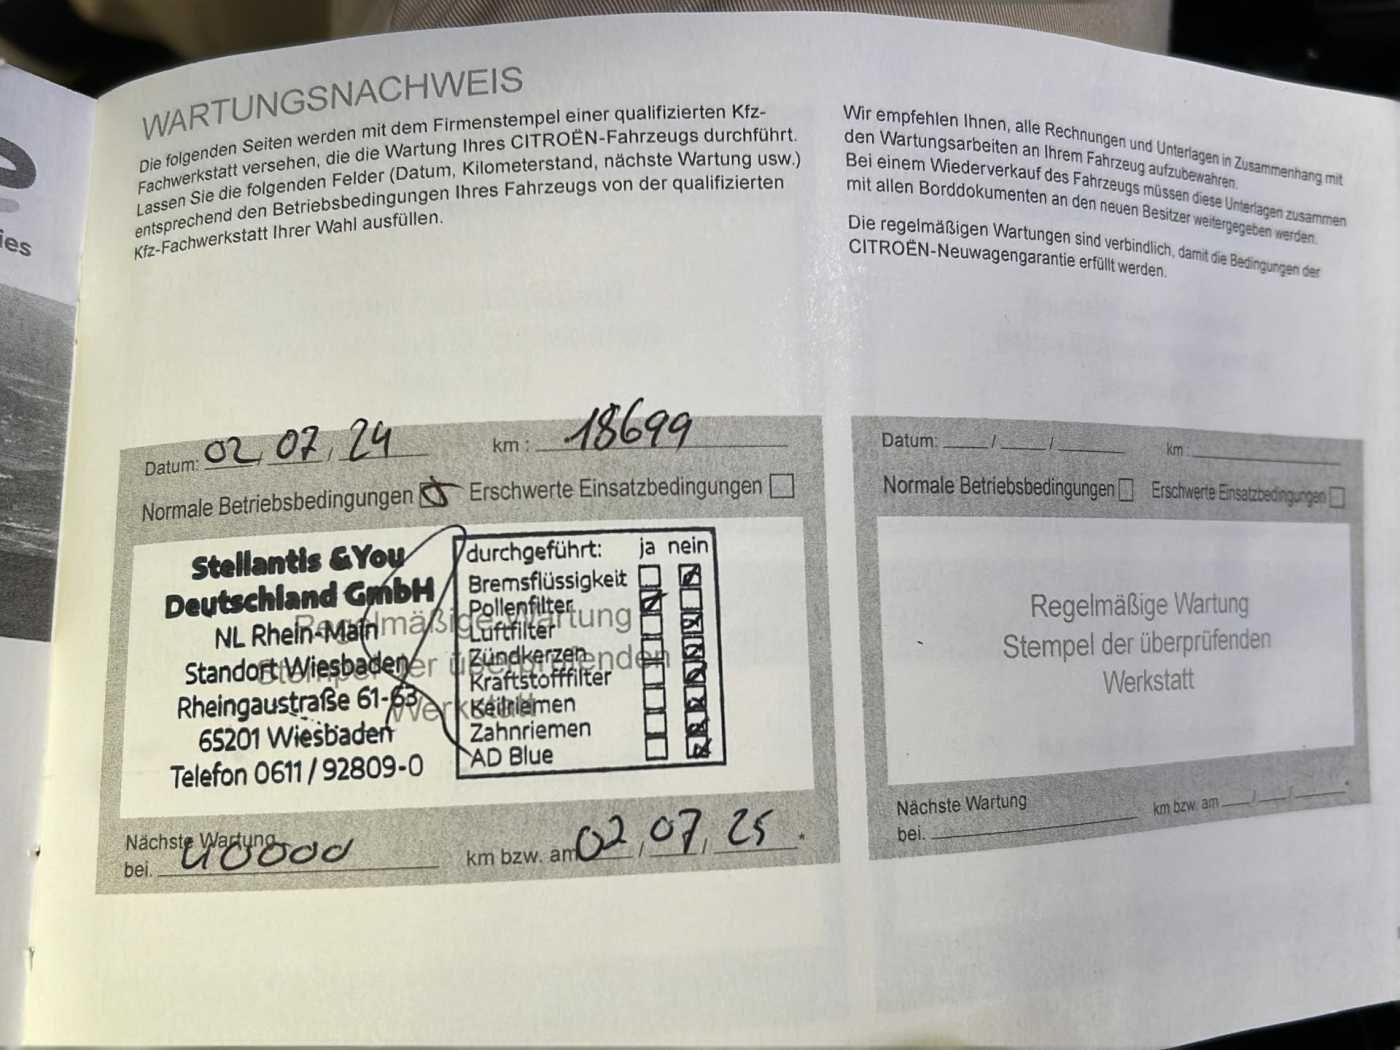 ies
WARTUNGSNACHWEIS
Die folgenden Seiten werden mit dem Firmenstempel einer qualifizierten Kfz-
Fachwerkstatt versehen, die die Wartung Ihres CITROËN-Fahrzeugs durchführt.
Lassen Sie die folgenden Felder (Datum, Kilometerstand, nächste Wartung usw.)
entsprechend den Betriebsbedingungen Ihres Fahrzeugs von der qualifizierten
Kfz-Fachwerkstatt Ihrer Wahl ausfüllen.
Wir empfehlen Ihnen, alle Rechnungen und Unterlagen in Zusammenhang mit
den Wartungsarbeiten an Ihrem Fahrzeug aufzubewahren.
Bei einem Wiederverkauf des Fahrzeugs müssen diese Unterlagen zusammen
mit allen Borddokumenten an den neuen Besitzer weitergegeben werden.
Die regelmäßigen Wartungen sind verbindlich, damit die Bedingungen der
CITROËN-Neuwagengarantie erfüllt werden.
Datum: 02, 07, 24 km : 18699
Normale Betriebsbedingungen Erschwerte Einsatzbedingungen
Regelmäßige Wartung
Stempel der überprüfenden
Werkstatt
Stellantis &You
Deutschland GmbH
NL Rhein-Main
Standort Wiesbaden
Rheingaustraße 61-63
65201 Wiesbaden
Telefon 0611 / 92809-0
durchgeführt: ja nein
Bremsflüssigkeit
Pollenfilter
Luftfilter
Zündkerzen
Kraftstofffilter
Keilriemen
Zahnriemen
AD Blue
Nächste Wartung
bei. 40000 km bzw. am 02, 07, 25.
Datum: / / km :
Normale Betriebsbedingungen Erschwerte Einsatzbedingungen
Regelmäßige Wartung
Stempel der überprüfenden
Werkstatt
Nächste Wartung
bei. km bzw. am / / .